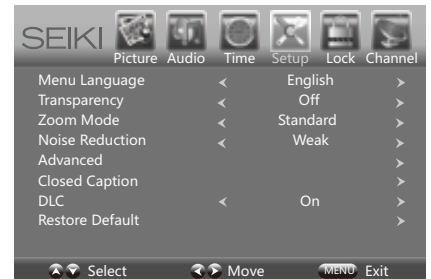 SEIKI
Picture Audio Time Setup Lock Channel
Menu Language English
Transparency Off
Zoom Mode Standard
Noise Reduction Weak
Advanced
Closed Caption
DLC On
Restore Default
Select Move MENU Exit